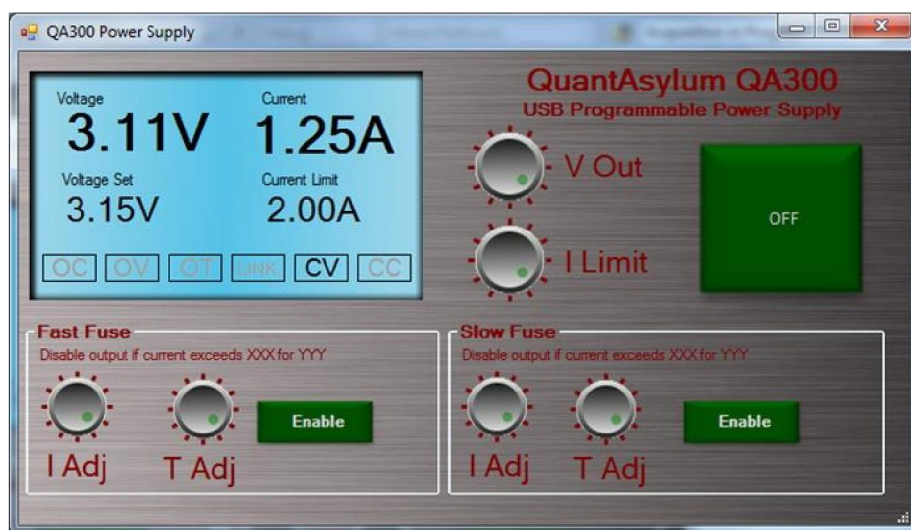 QA300 Power Supply
Voltage Current
3.11V 1.25A
Voltage Set Current Limit
3.15V 2.00A
OC OV OT LINK CV CC
QuantAsylum QA300
USB Programmable Power Supply
V Out
I Limit
OFF
Fast Fuse
Disable output if current exceeds XXX for YYY
I Adj T Adj Enable
Slow Fuse
Disable output if current exceeds XXX for YYY
I Adj T Adj Enable